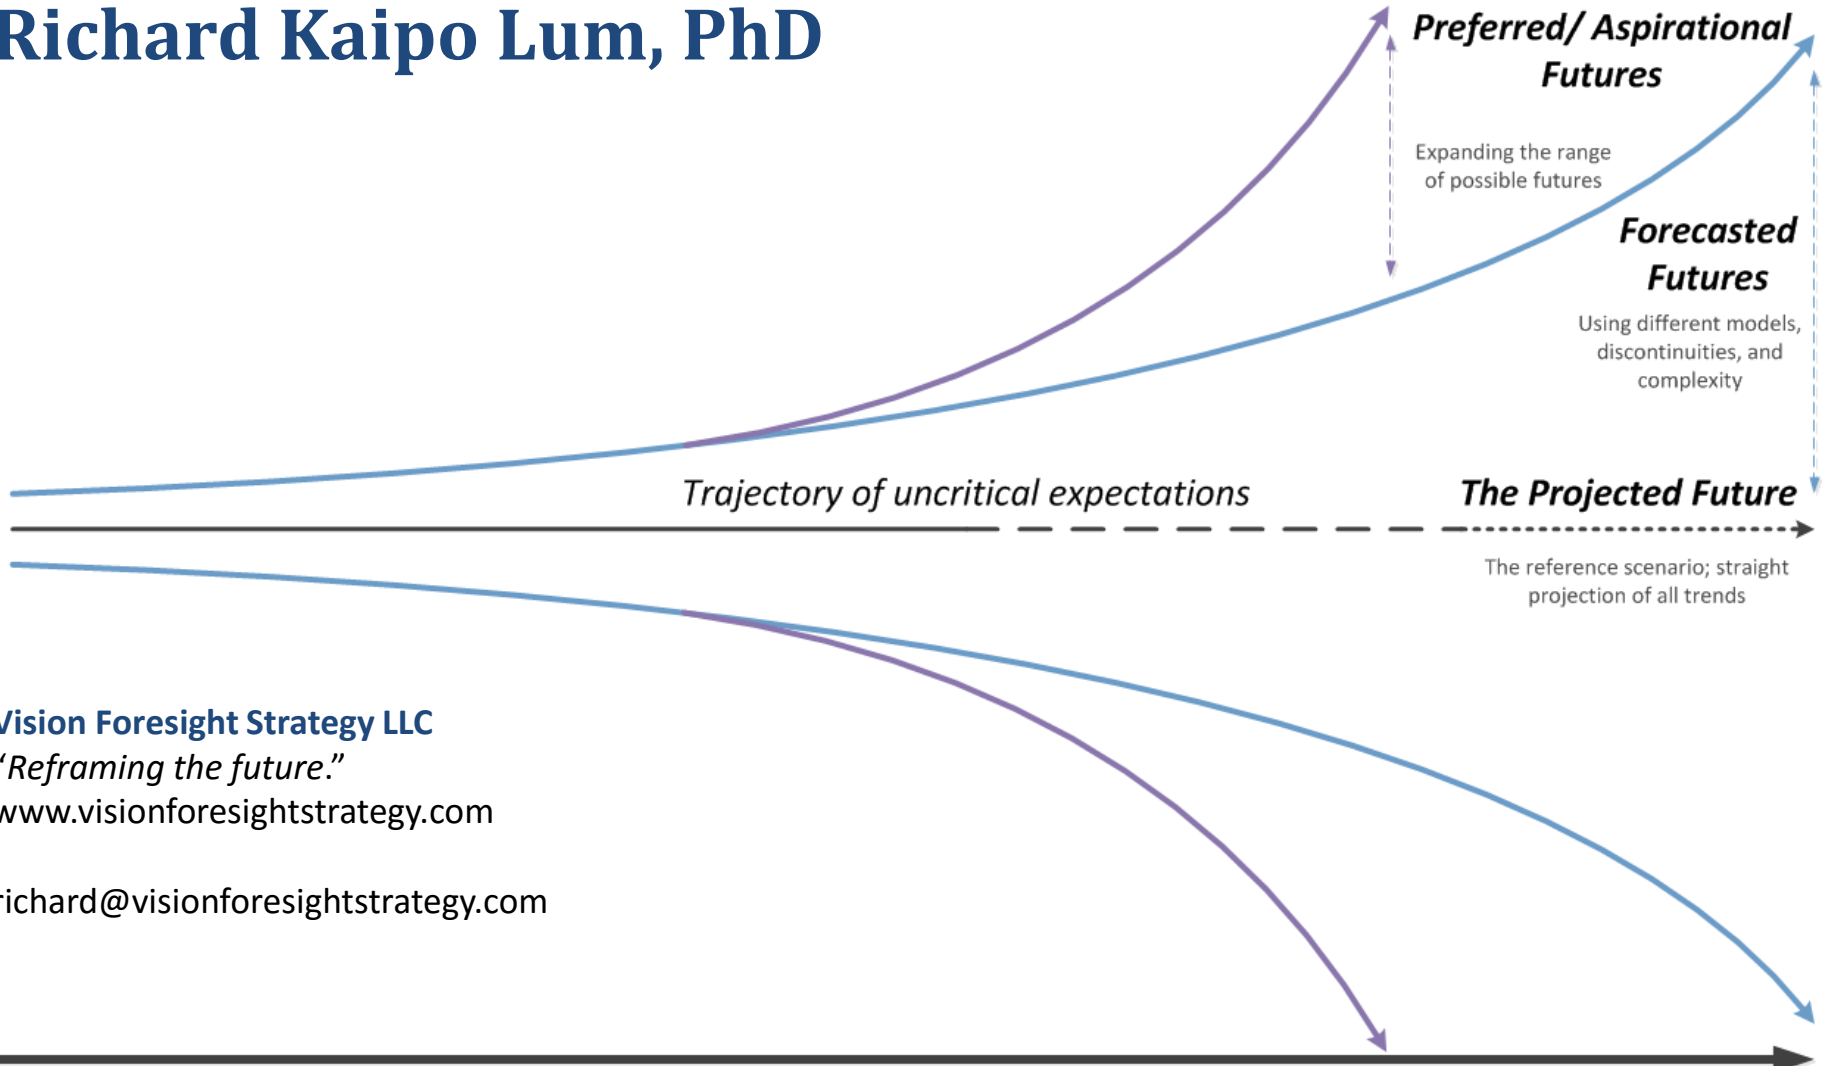 Richard Kaipo Lum, PhD
Preferred/ Aspirational
Futures
Expanding the range
of possible futures
Forecasted
Futures
Using different models,
discontinuities, and
complexity
Trajectory of uncritical expectations
The Projected Future
The reference scenario; straight
projection of all trends
Vision Foresight Strategy LLC
“Reframing the future.”
www.visionforesightstrategy.com
richard@visionforesightstrategy.com